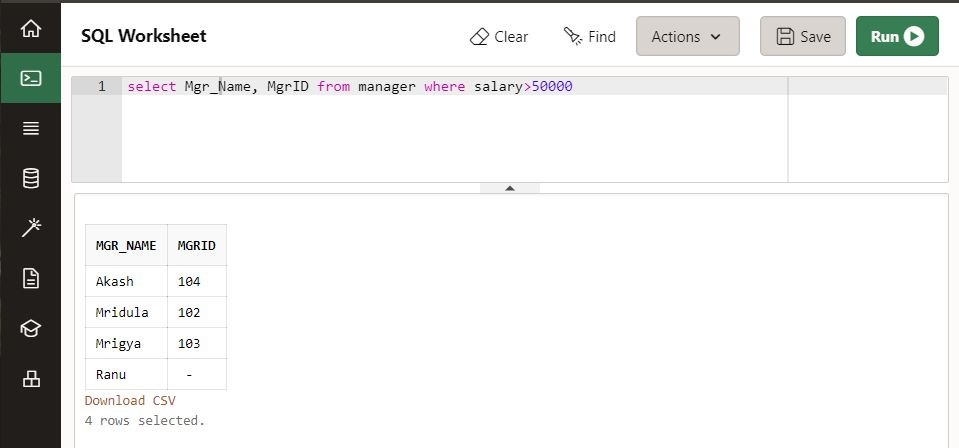 SQL Worksheet
Clear
Find
Actions
Save
Run
1 select Mgr_Name, MgrID from manager where salary>50000
MGR_NAME MGRID
Akash 104
Mridula 102
Mrigya 103
Ranu -
Download CSV
4 rows selected.